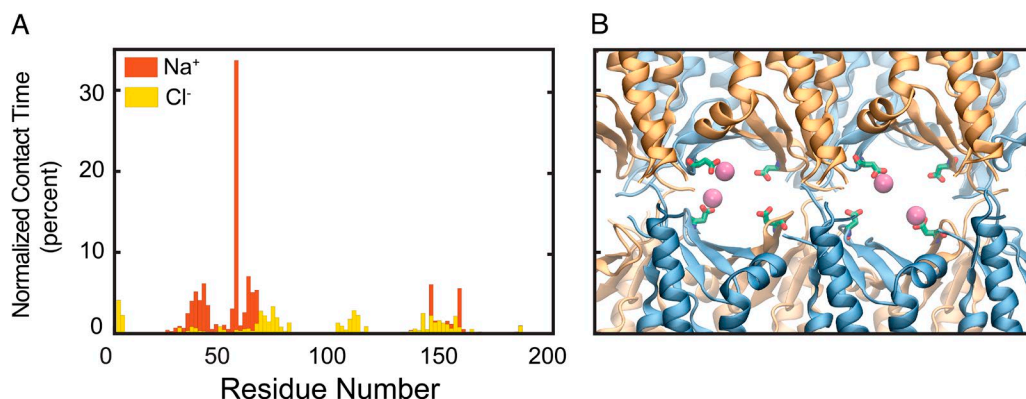 A
B
Normalized Contact Time
(percent)
30
20
10
0
Na⁺
Cl⁻
0
50
100
150
200
Residue Number